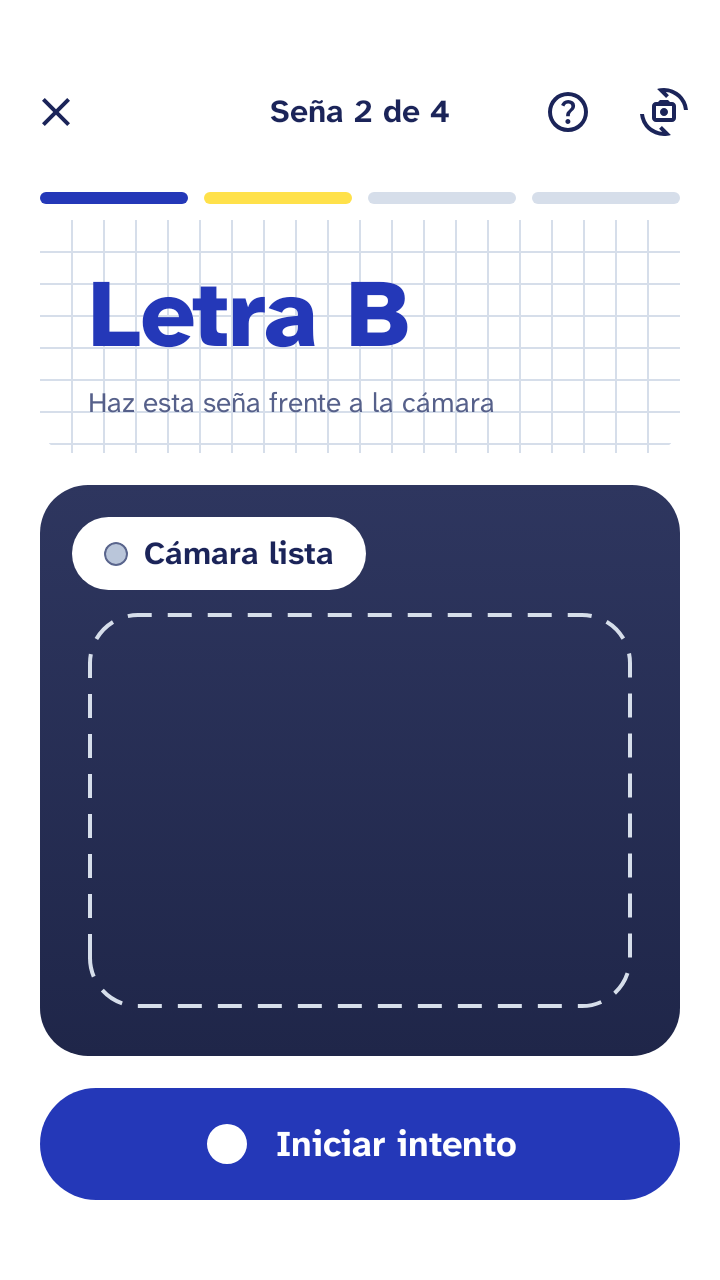 Seña 2 de 4
Letra B
Haz esta seña frente a la cámara
Cámara lista
Iniciar intento